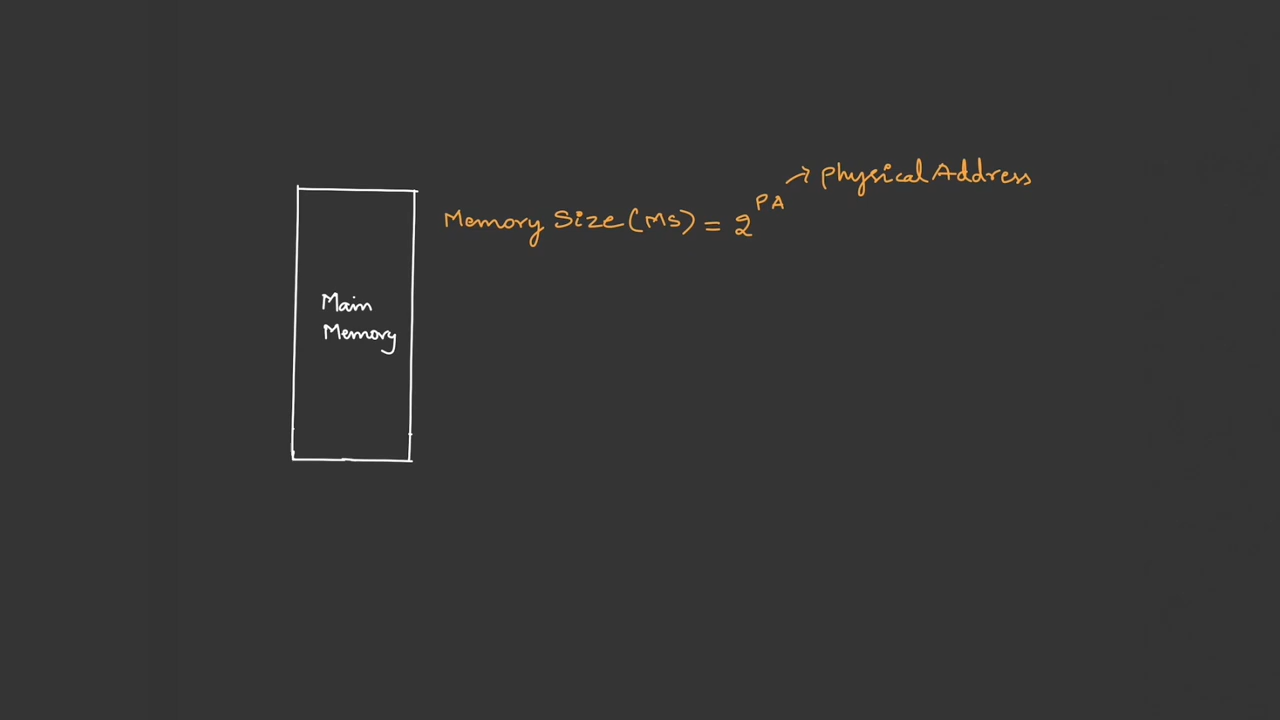 → Physical Address
Memory Size (MS) = 2^PA
Main
Memory